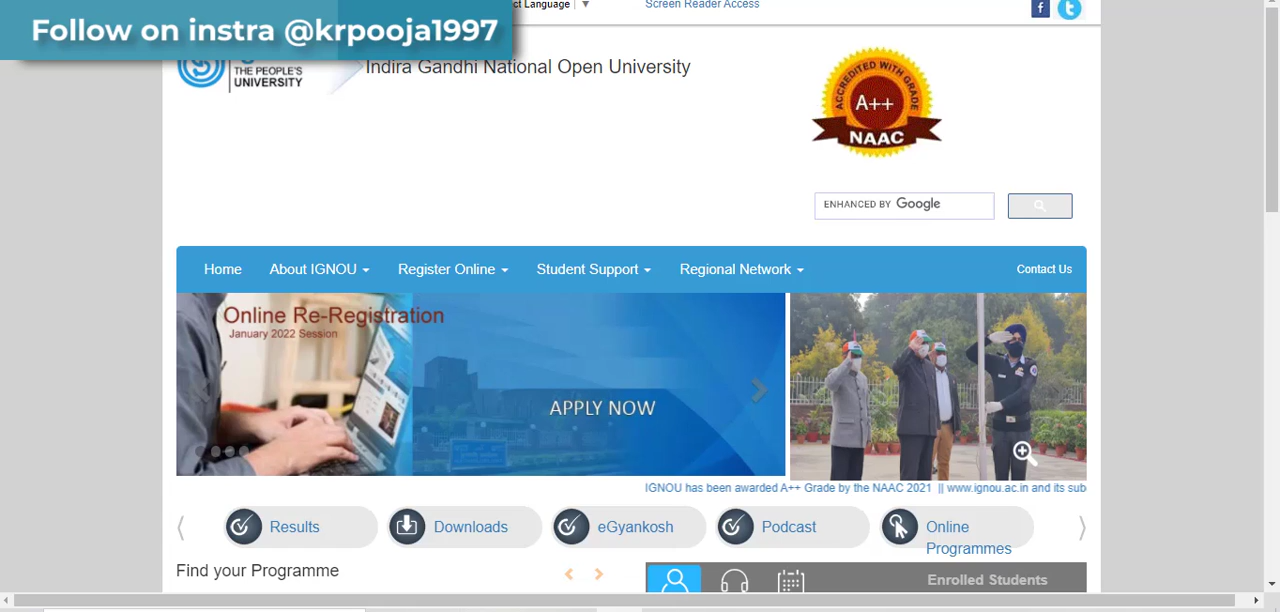 ct Language ▼
Screen Reader Access
Follow on instra @krpooja1997
THE PEOPLE'S
UNIVERSITY
Indira Gandhi National Open University
ACCREDITED WITH GRADE
A++
NAAC
ENHANCED BY Google
Home
About IGNOU
Register Online
Student Support
Regional Network
Contact Us
Online Re-Registration
January 2022 Session
APPLY NOW
IGNOU has been awarded A++ Grade by the NAAC 2021 || www.ignou.ac.in and its sub
Results
Downloads
eGyankosh
Podcast
Online
Programmes
Find your Programme
Enrolled Students